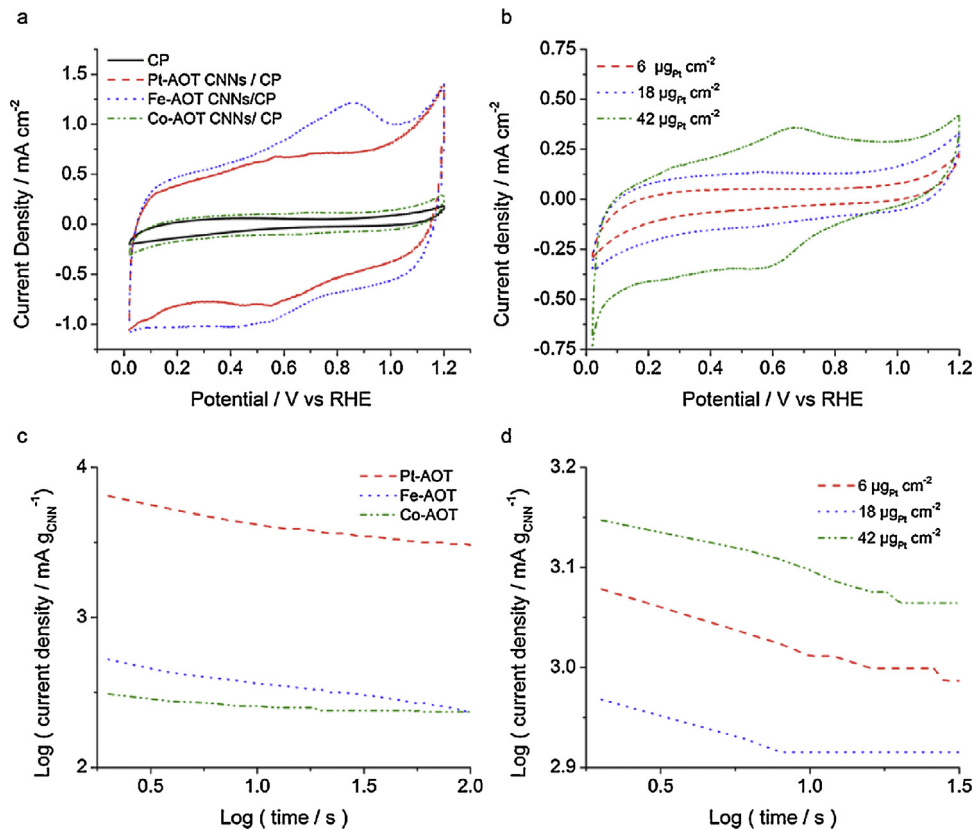 a
1.5
1.0
0.5
0.0
-0.5
-1.0
Current Density / mA cm⁻²
CP
Pt-AOT CNNs / CP
Fe-AOT CNNs/CP
Co-AOT CNNs/ CP
0.0 0.2 0.4 0.6 0.8 1.0 1.2
Potential / V vs RHE
b
0.75
0.50
0.25
0.00
-0.25
-0.50
-0.75
Current density / mA cm⁻²
6 µgPt cm⁻²
18 µgPt cm⁻²
42 µgPt cm⁻²
0.0 0.2 0.4 0.6 0.8 1.0 1.2
Potential / V vs RHE
c
4
3
2
Log ( current density / mA gCNN⁻¹)
Pt-AOT
Fe-AOT
Co-AOT
0.5 1.0 1.5 2.0
Log ( time / s )
d
3.2
3.1
3.0
2.9
Log ( current density / mA gCNN⁻¹)
6 µgPt cm⁻²
18 µgPt cm⁻²
42 µgPt cm⁻²
0.5 1.0 1.5
Log ( time / s )